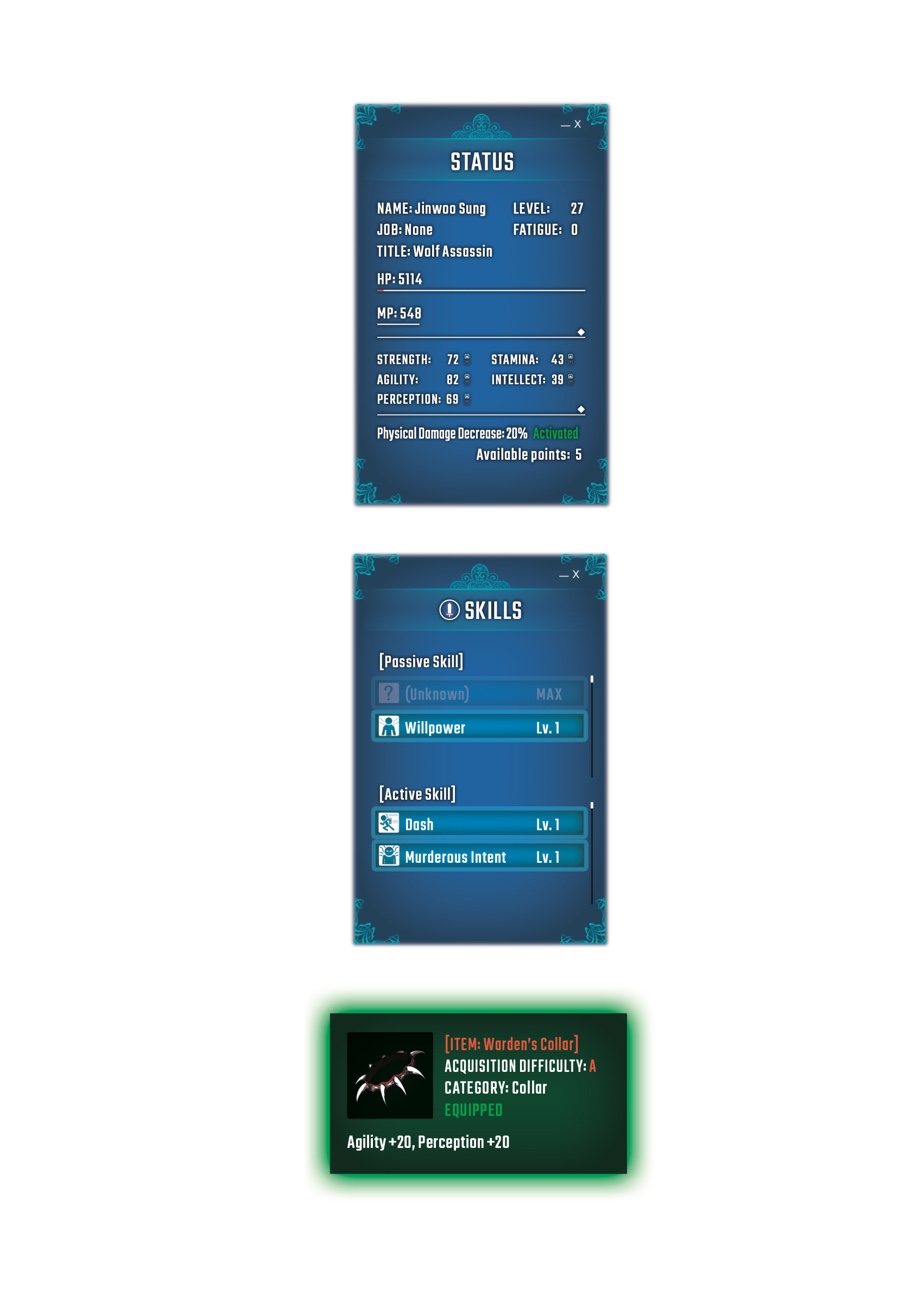 — X
STATUS
NAME: Jinwoo Sung LEVEL: 27
JOB: None FATIGUE: 0
TITLE: Wolf Assassin
HP: 5114
MP: 548
STRENGTH: 72 STAMINA: 43
AGILITY: 82 INTELLECT: 39
PERCEPTION: 69
Physical Damage Decrease: 20% Activated
Available points: 5
— X
SKILLS
[Passive Skill]
? (Unknown) MAX
Willpower Lv. 1
[Active Skill]
Dash Lv. 1
Murderous Intent Lv. 1
[ITEM: Warden's Collar]
ACQUISITION DIFFICULTY: A
CATEGORY: Collar
EQUIPPED
Agility +20, Perception +20